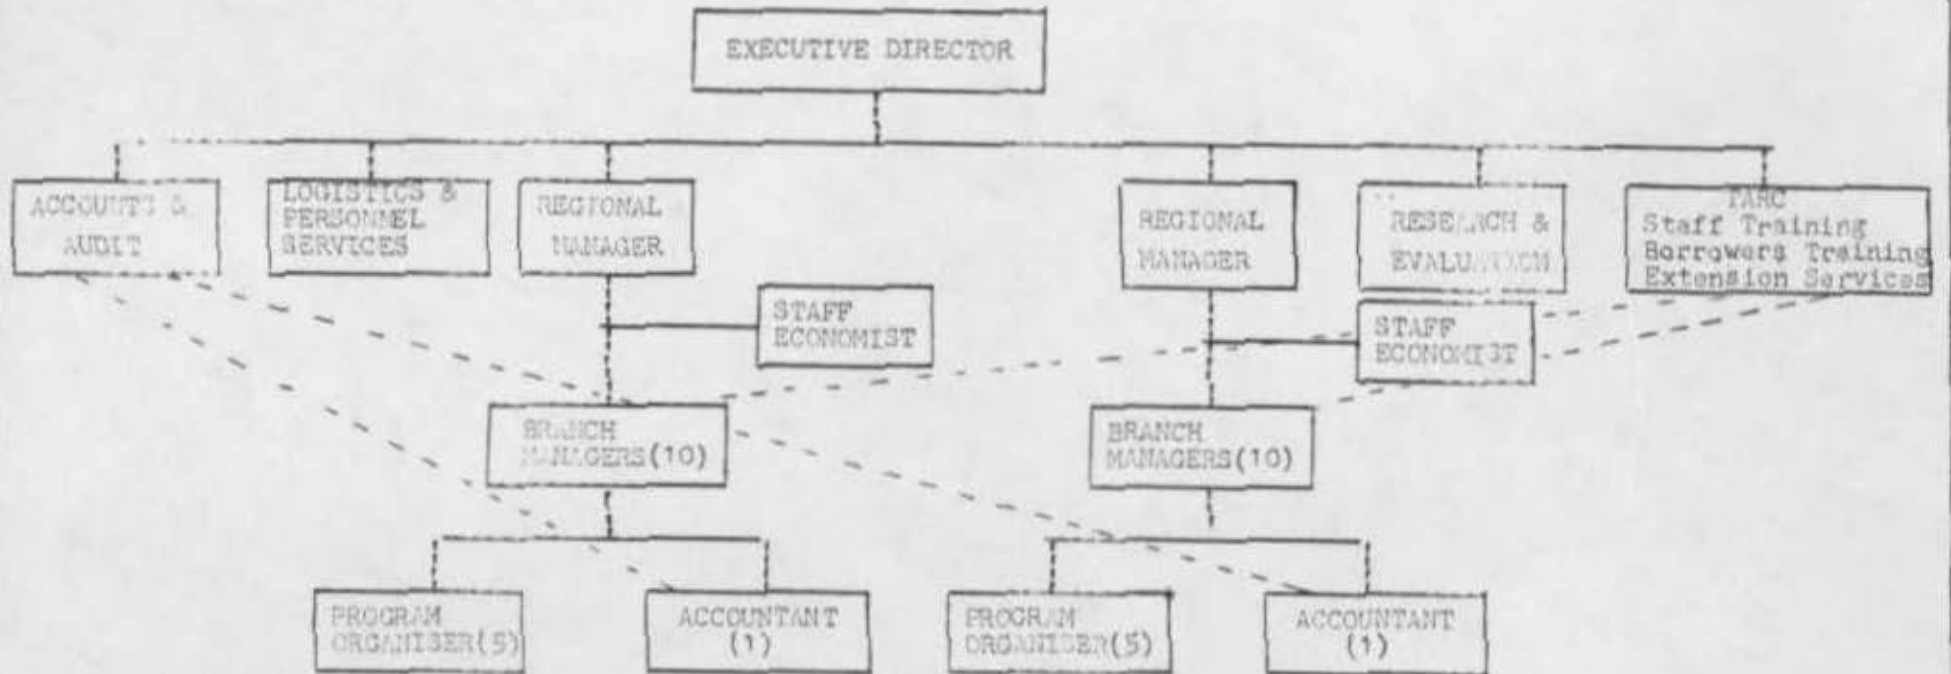 EXECUTIVE DIRECTOR
ACCOUNTS &
AUDIT
LOGISTICS &
PERSONNEL
SERVICES
REGIONAL
MANAGER
REGIONAL
MANAGER
RESEARCH &
EVALUATION
TARC
Staff Training
Borrowers Training
Extension Services
STAFF
ECONOMIST
STAFF
ECONOMIST
BRANCH
MANAGERS(10)
BRANCH
MANAGERS(10)
PROGRAM
ORGANISER(5)
ACCOUNTANT
(1)
PROGRAM
ORGANISER(5)
ACCOUNTANT
(1)